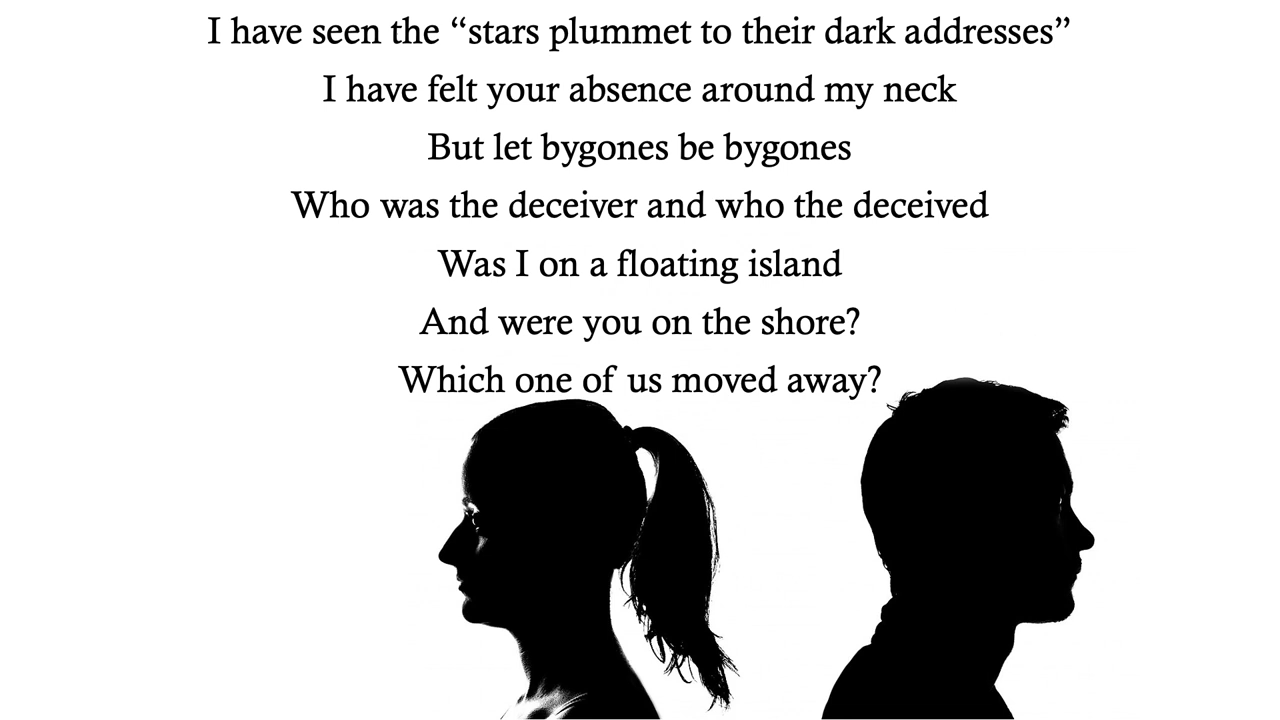 I have seen the “stars plummet to their dark addresses”
I have felt your absence around my neck
But let bygones be bygones
Who was the deceiver and who the deceived
Was I on a floating island
And were you on the shore?
Which one of us moved away?